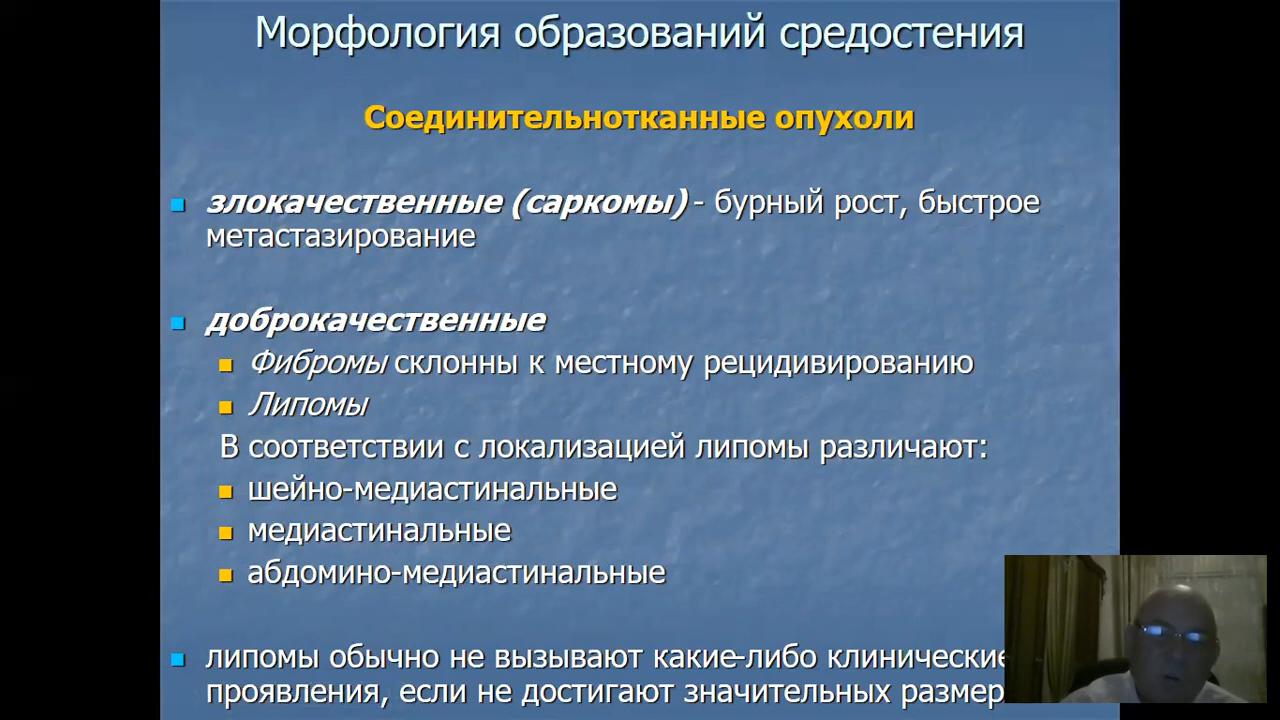 Морфология образований средостения
Соединительнотканные опухоли
злокачественные (саркомы) - бурный рост, быстрое
метастазирование
доброкачественные
Фибромы склонны к местному рецидивированию
Липомы
В соответствии с локализацией липомы различают:
шейно-медиастинальные
медиастинальные
абдомино-медиастинальные
липомы обычно не вызывают какие-либо клинические
проявления, если не достигают значительных размер